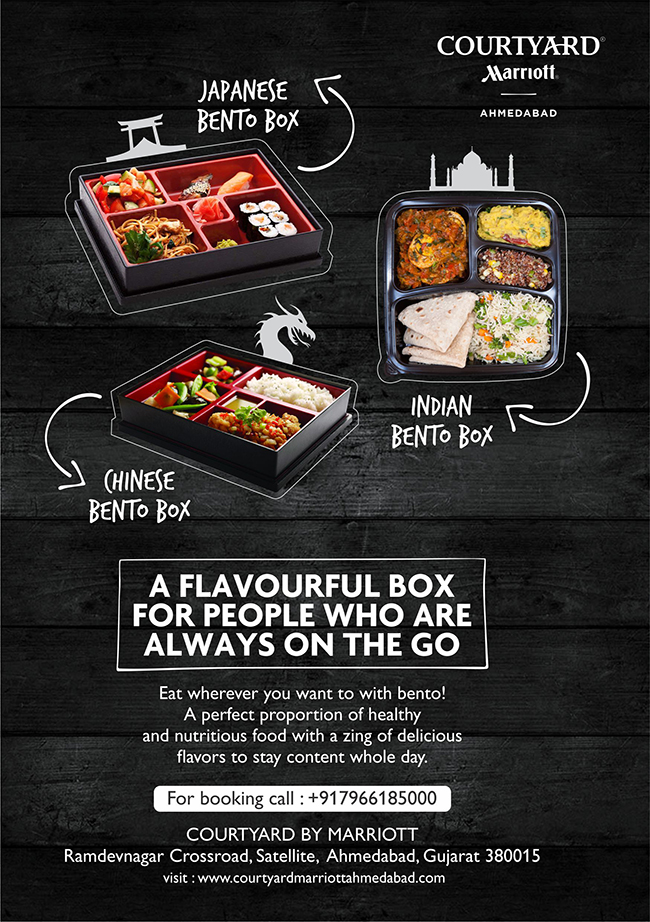 COURTYARD®
Marriott
AHMEDABAD
JAPANESE
BENTO BOX
INDIAN
BENTO BOX
CHINESE
BENTO BOX
A FLAVOURFUL BOX
FOR PEOPLE WHO ARE
ALWAYS ON THE GO
Eat wherever you want to with bento!
A perfect proportion of healthy
and nutritious food with a zing of delicious
flavors to stay content whole day.
For booking call : +917966185000
COURTYARD BY MARRIOTT
Ramdevnagar Crossroad, Satellite, Ahmedabad, Gujarat 380015
visit : www.courtyardmarriottahmedabad.com